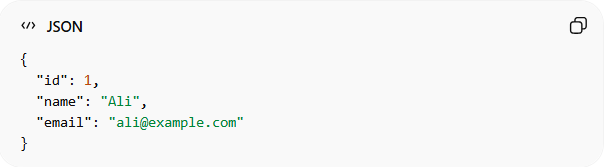 JSON
{
  "id": 1,
  "name": "Ali",
  "email": "ali@example.com"
}